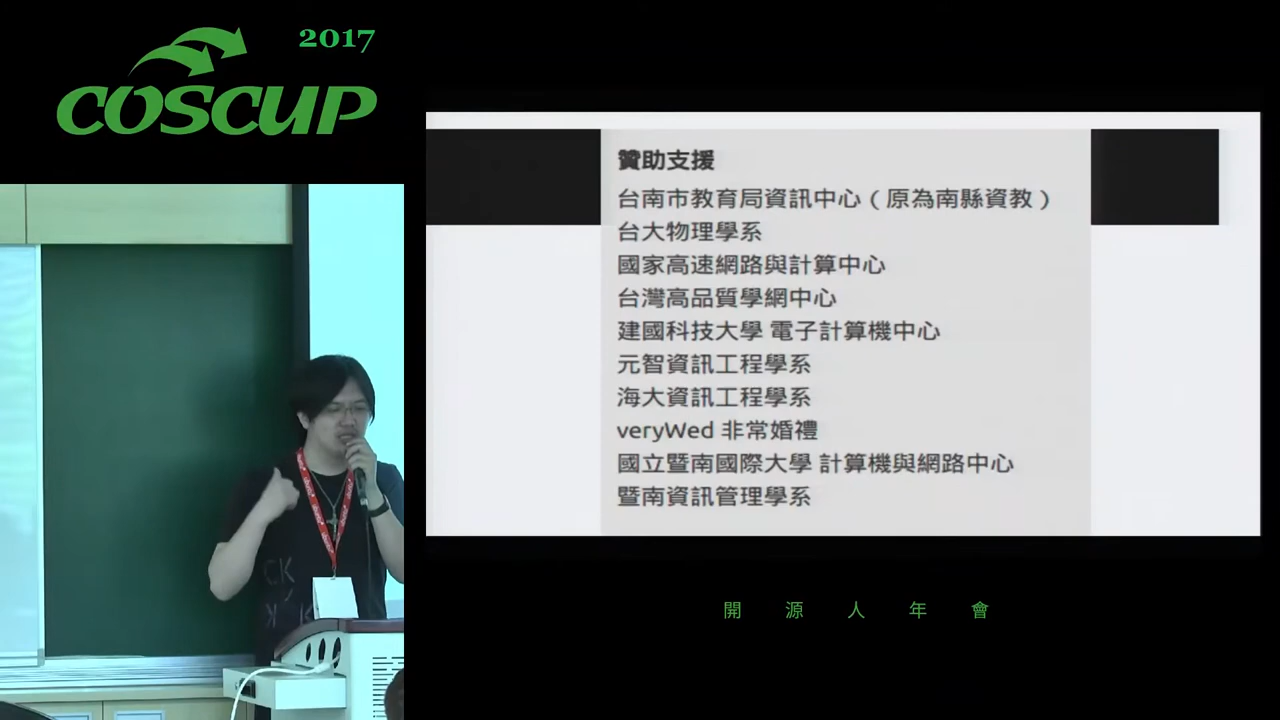 2017
COSCUP
贊助支援
台南市教育局資訊中心（原為南縣資教）
台大物理學系
國家高速網路與計算中心
台灣高品質學網中心
建國科技大學 電子計算機中心
元智資訊工程學系
海大資訊工程學系
veryWed 非常婚禮
國立暨南國際大學 計算機與網路中心
暨南資訊管理學系
CK
開源人年會